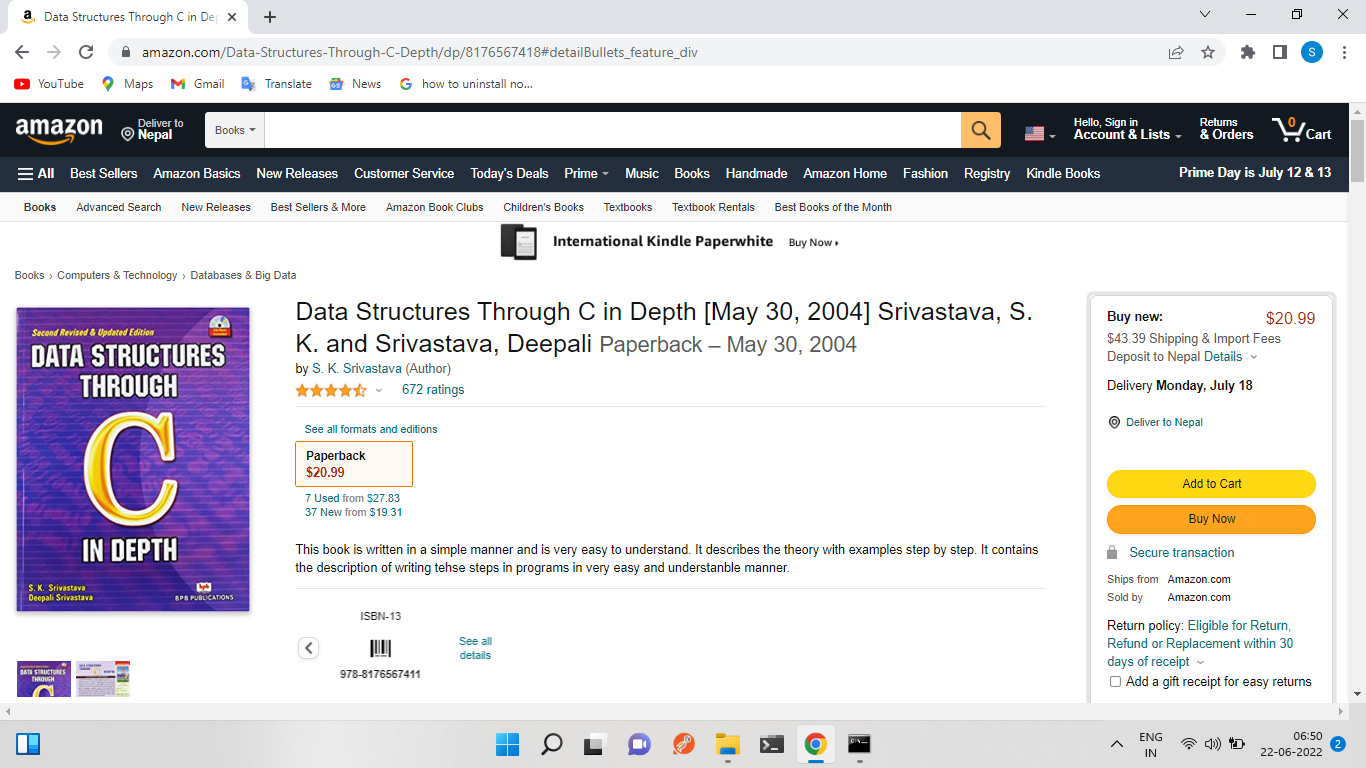 Data Structures Through C in De
amazon.com/Data-Structures-Through-C-Depth/dp/8176567418#detailBullets_feature_div
S
YouTube Maps Gmail Translate News how to uninstall no...
amazon
Deliver to
Nepal
Books
Hello, Sign in
Account & Lists
Returns
& Orders
0
Cart
All Best Sellers Amazon Basics New Releases Customer Service Today's Deals Prime Music Books Handmade Amazon Home Fashion Registry Kindle Books Prime Day is July 12 & 13
Books Advanced Search New Releases Best Sellers & More Amazon Book Clubs Children's Books Textbooks Textbook Rentals Best Books of the Month
International Kindle Paperwhite Buy Now
Books › Computers & Technology › Databases & Big Data
Second Revised & Updated Edition
DATA STRUCTURES
THROUGH
C
IN DEPTH
S. K. Srivastava
Deepali Srivastava
bpb
BPB PUBLICATIONS
DATA STRUCTURES
THROUGH
Data Structures Through C in Depth [May 30, 2004] Srivastava, S.
K. and Srivastava, Deepali Paperback – May 30, 2004
by S. K. Srivastava (Author)
672 ratings
See all formats and editions
Paperback
$20.99
7 Used from $27.83
37 New from $19.31
This book is written in a simple manner and is very easy to understand. It describes the theory with examples step by step. It contains
the description of writing tehse steps in programs in very easy and understanble manner.
ISBN-13
978-8176567411
See all
details
Buy new: $20.99
$43.39 Shipping & Import Fees
Deposit to Nepal Details
Delivery Monday, July 18
Deliver to Nepal
Add to Cart
Buy Now
Secure transaction
Ships from Amazon.com
Sold by Amazon.com
Return policy: Eligible for Return,
Refund or Replacement within 30
days of receipt
Add a gift receipt for easy returns
ENG
IN
06:50
22-06-2022
2